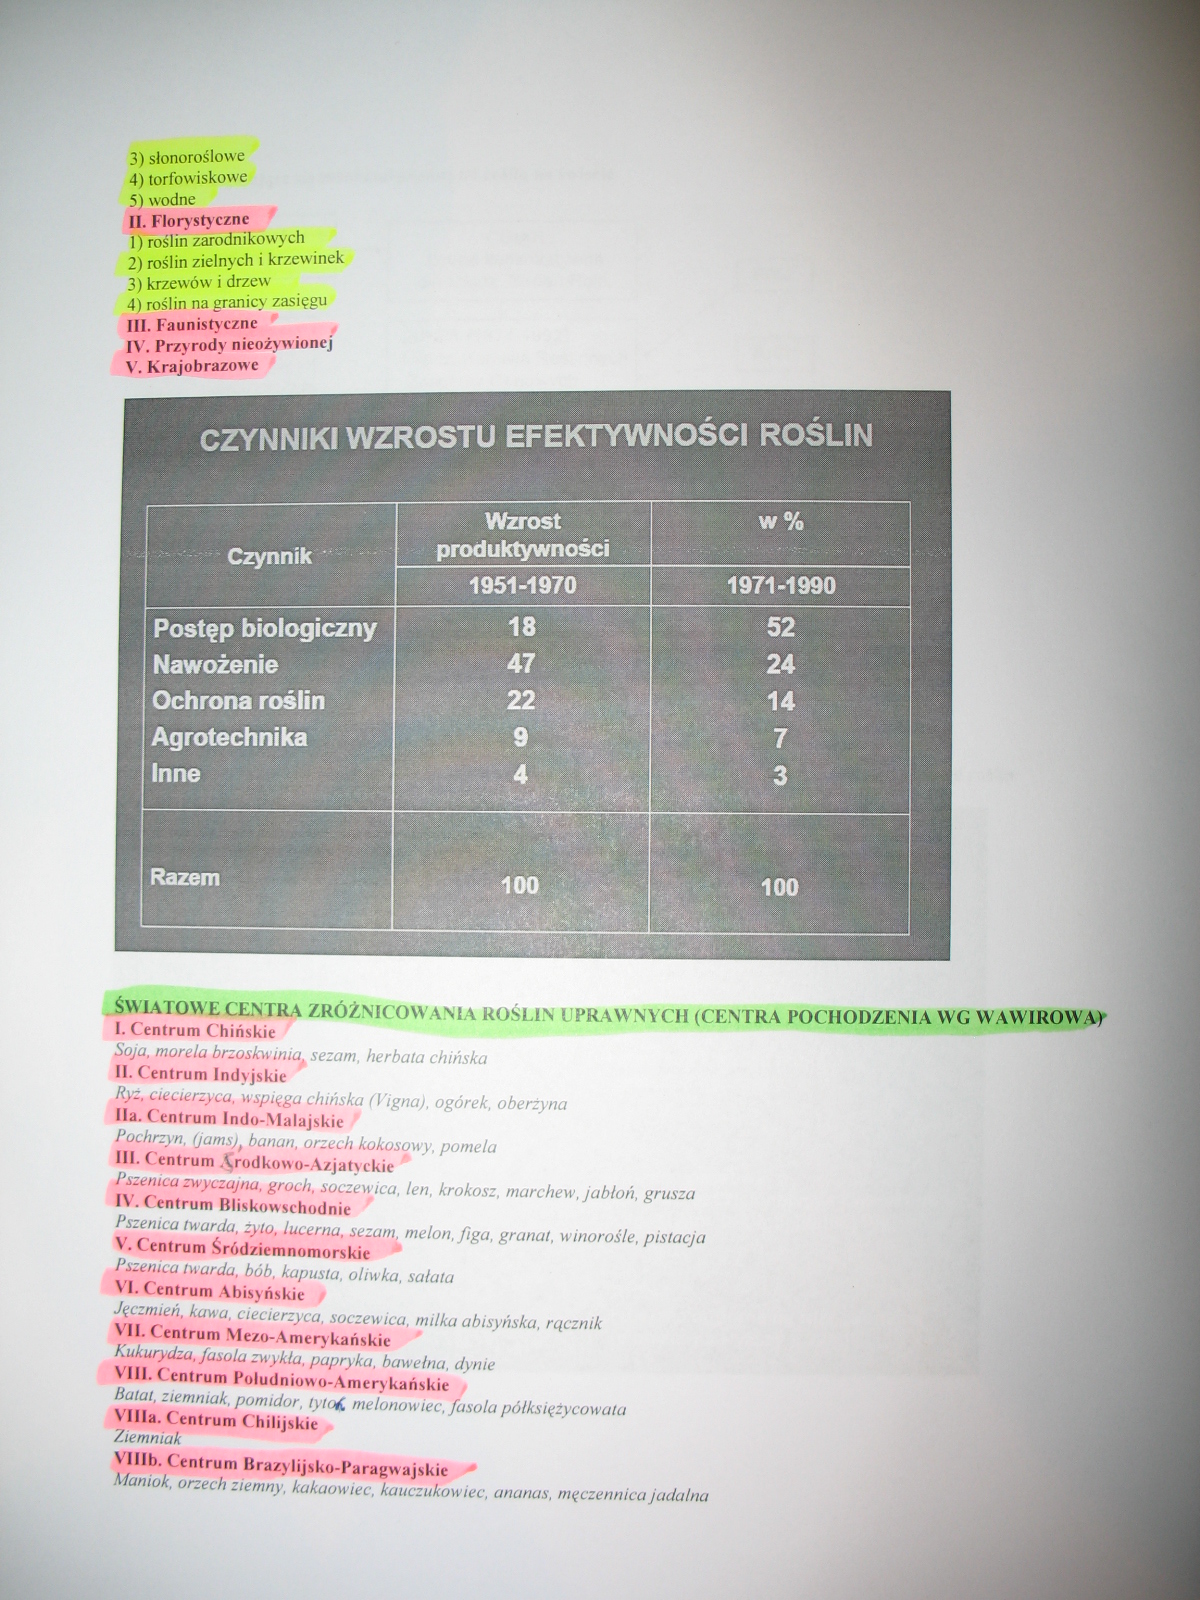 3) słonoroślowe
4) torfowiskowe
5) wodne
II. Florystyczne
1) roślin zarodnikowych
2) roślin zielnych i krzewinek
3) krzewów i drzew
4) roślin na granicy zasięgu
III. Faunistyczne
IV. Przyrody nieożywionej
V. Krajobrazowe
CZYNNIKI WZROSTU EFEKTYWNOŚCI ROŚLIN
Czynnik Wzrost produktywności w %
1951-1970 1971-1990
Postęp biologiczny 18 52
Nawożenie 47 24
Ochrona roślin 22 14
Agrotechnika 9 7
Inne 4 3
Razem 100 100
ŚWIATOWE CENTRA ZRÓŻNICOWANIA ROŚLIN UPRAWNYCH (CENTRA POCHODZENIA WG WAWIROWA)
I. Centrum Chińskie
Soja, morela brzoskwinia, sezam, herbata chińska
II. Centrum Indyjskie
Ryż, ciecierzyca, wspięga chińska (Vigna), ogórek, oberżyna
IIa. Centrum Indo-Malajskie
Pochrzyn, (jams), banan, orzech kokosowy, pomela
III. Centrum Środkowo-Azjatyckie
Pszenica zwyczajna, groch, soczewica, len, krokosz, marchew, jabłoń, grusza
IV. Centrum Bliskowschodnie
Pszenica twarda, żyto, lucerna, sezam, melon, figa, granat, winorośle, pistacja
V. Centrum Śródziemnomorskie
Pszenica twarda, bób, kapusta, oliwka, sałata
VI. Centrum Abisyńskie
Jęczmień, kawa, ciecierzyca, soczewica, milka abisyńska, rącznik
VII. Centrum Mezo-Amerykańskie
Kukurydza, fasola zwykła, papryka, bawełna, dynie
VIII. Centrum Południowo-Amerykańskie
Batat, ziemniak, pomidor, tytoń, melonowiec, fasola półksiężycowata
VIIIa. Centrum Chilijskie
Ziemniak
VIIIb. Centrum Brazylijsko-Paragwajskie
Maniok, orzech ziemny, kakaowiec, kauczukowiec, ananas, męczennica jadalna